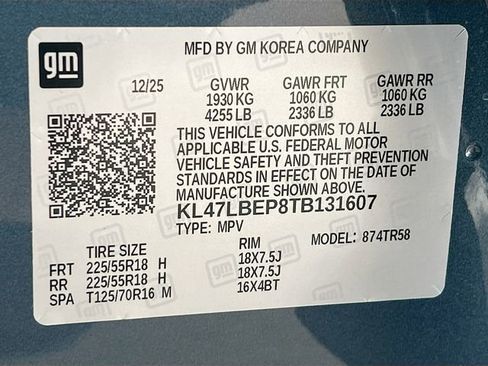 gm
MFD BY GM KOREA COMPANY
12/25 GVWR GAWR FRT GAWR RR
1930 KG 1060 KG 1060 KG
4255 LB 2336 LB 2336 LB
THIS VEHICLE CONFORMS TO ALL
APPLICABLE U.S. FEDERAL MOTOR
VEHICLE SAFETY AND THEFT PREVENTION
STANDARDS IN EFFECT ON THE DATE OF
MANUFACTURE SHOWN ABOVE.
KL47LBEP8TB131607
TYPE: MPV MODEL: 874TR58
TIRE SIZE RIM
FRT 225/55R18 H 18X7.5J
RR 225/55R18 H 18X7.5J
SPA T125/70R16 M 16X4BT